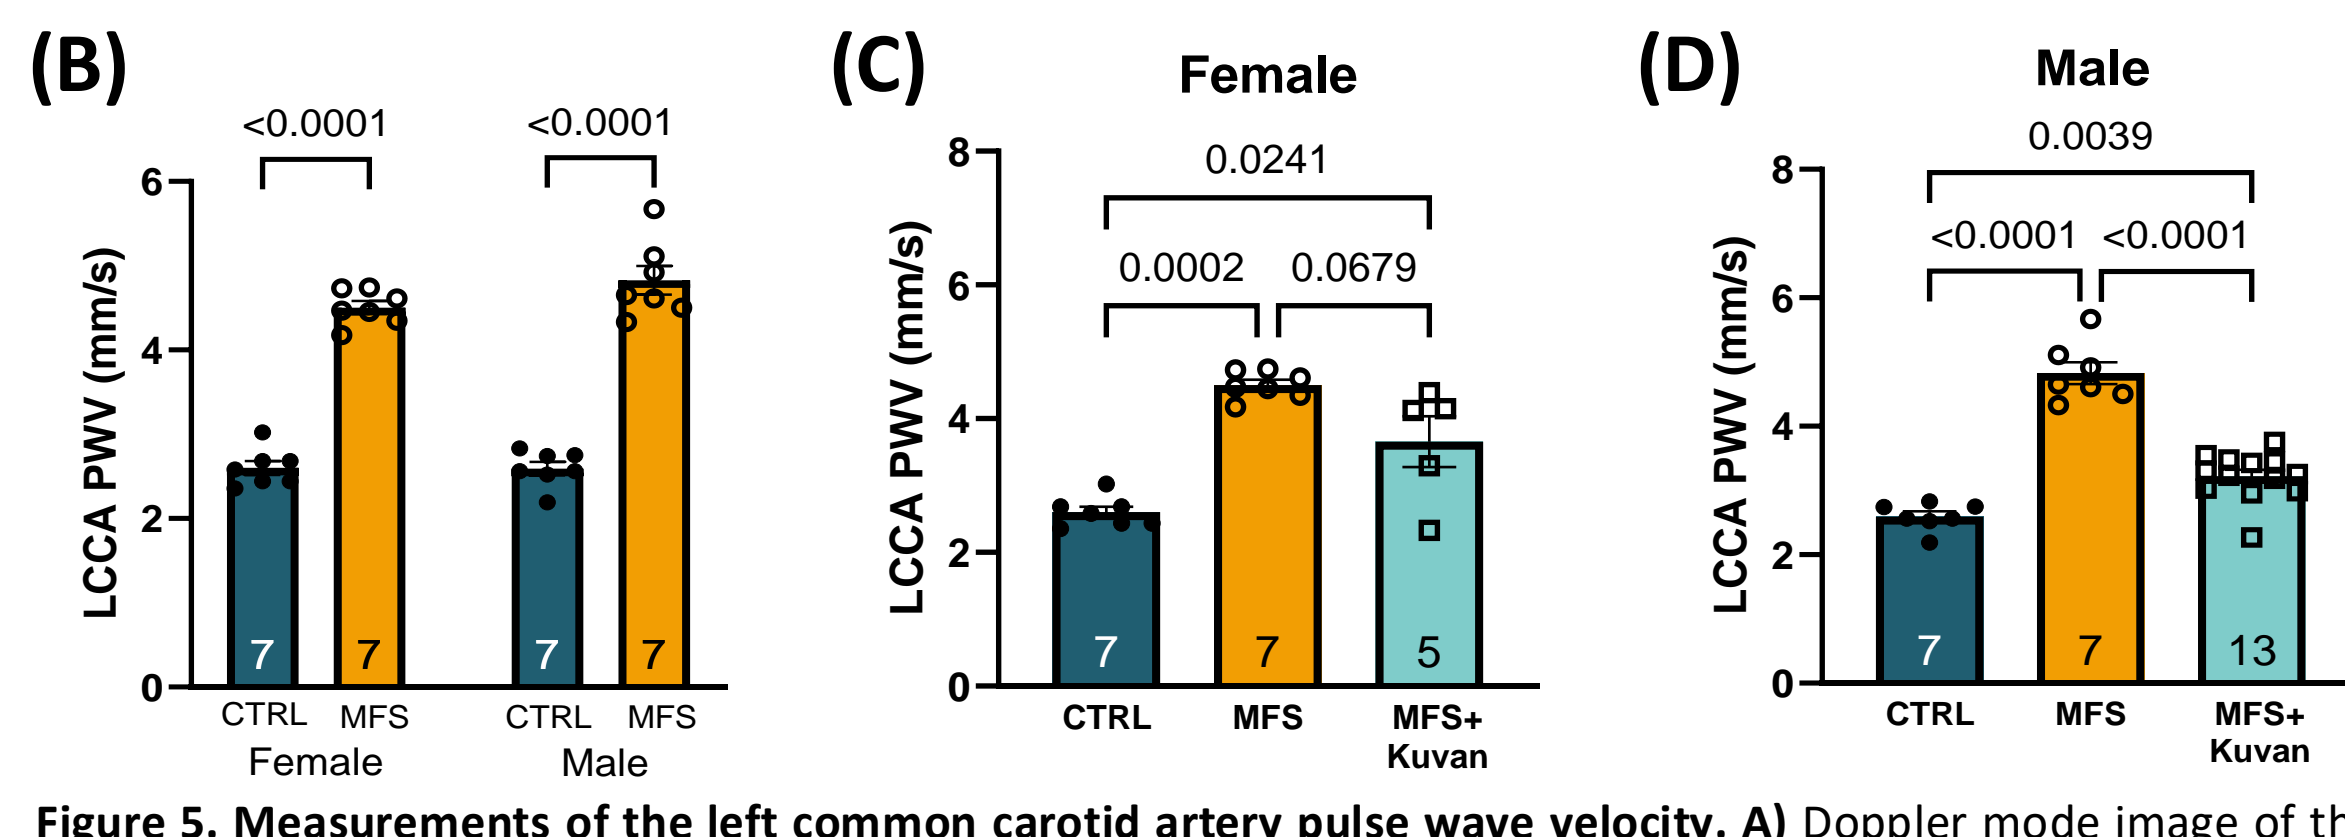 (B)
<0.0001 <0.0001
6
4
2
0
LCCA PWV (mm/s)
7 7 7 7
CTRL MFS CTRL MFS
Female Male
(C)
Female
0.0241
0.0002 0.0679
8
6
4
2
0
LCCA PWV (mm/s)
7 7 5
CTRL MFS MFS+
Kuvan
(D)
Male
0.0039
<0.0001 <0.0001
8
6
4
2
0
LCCA PWV (mm/s)
7 7 13
CTRL MFS MFS+
Kuvan
Figure 5. Measurements of the left common carotid artery pulse wave velocity. A) Doppler mode image of th